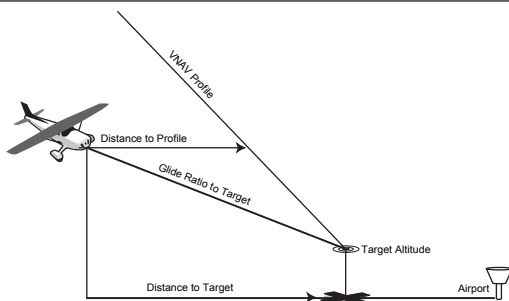 VNAV Profile
Distance to Profile
Glide Ratio to Target
Target Altitude
Distance to Target
Airport